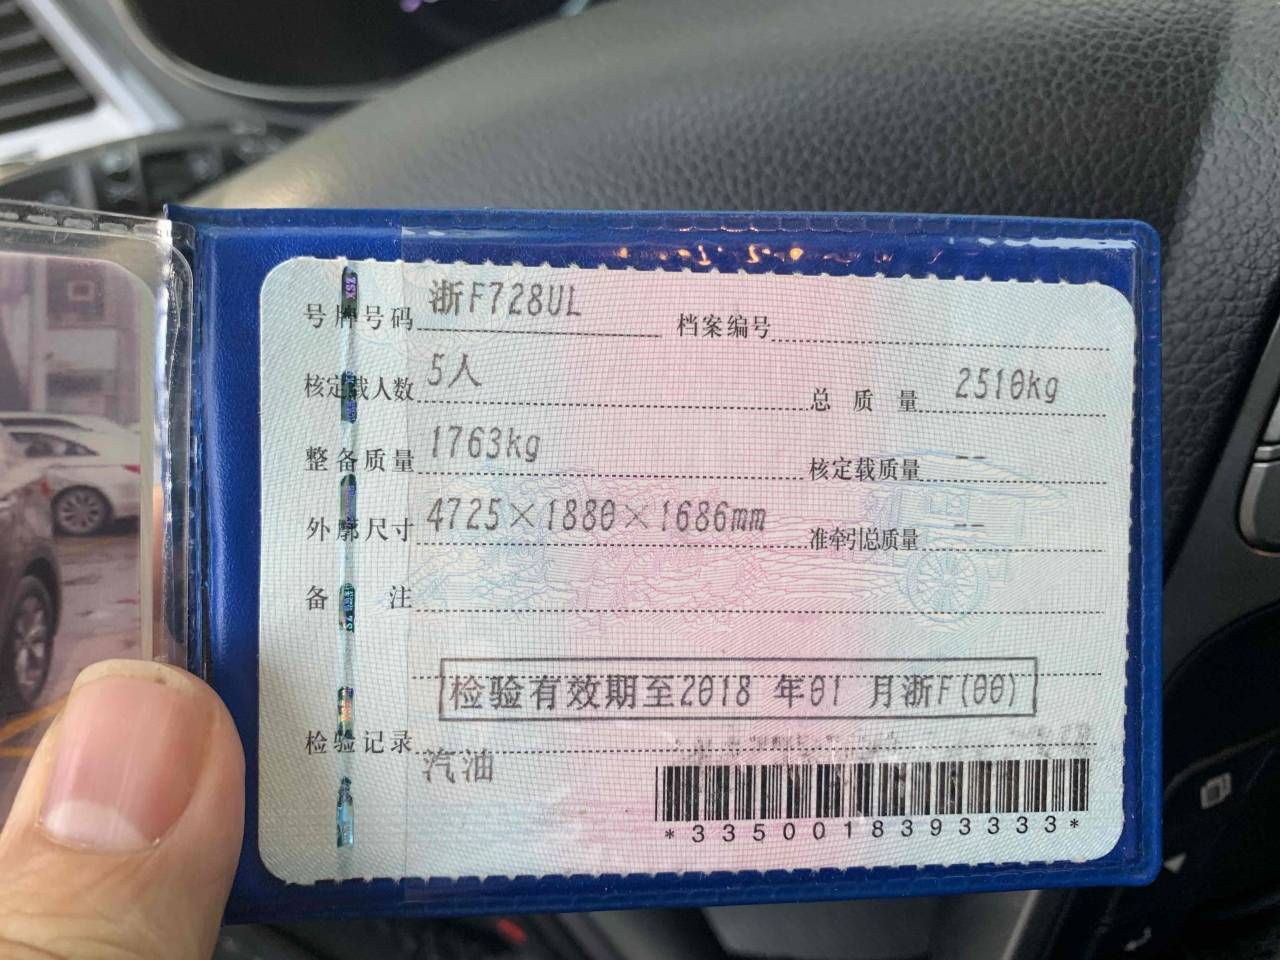 号牌号码 浙F728UL 档案编号
核定载人数 5人 总质量 2510kg
整备质量 1763kg 核定载质量 --
外廓尺寸 4725×1880×1686mm 准牵引总质量 --
备注
检验有效期至2018 年01 月浙F(00)
检验记录
汽油
*3350018393333*